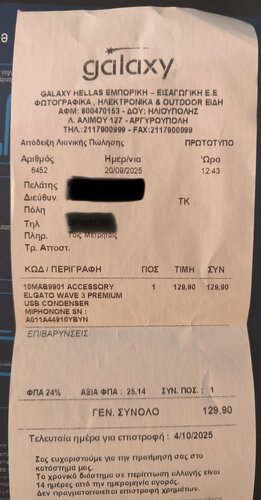 galaxy
GALAXY HELLAS ΕΜΠΟΡΙΚΗ – ΕΙΣΑΓΩΓΙΚΗ Ε.Ε
ΦΩΤΟΓΡΑΦΙΚΑ , ΗΛΕΚΤΡΟΝΙΚΑ & OUTDOOR ΕΙΔΗ
ΑΦΜ: 800470153 - ΔΟΥ: ΗΛΙΟΥΠΟΛΗΣ
Λ. ΑΛΙΜΟΥ 127 - ΑΡΓΥΡΟΥΠΟΛΗ
ΤΗΛ.:2117900999 - FAX:2117900999
Απόδειξη Λιανικής Πώλησης ΠΡΩΤΟΤΥΠΟ
Αριθμός Ημερ/νια Ώρα
8452 20/09/2025 12:43
Πελάτης
Διεύθυν. ΤΚ .
Πόλη
Τηλ
Πληρ. Τοις Μετρητοίς
Τρ. Αποστ.
ΚΩΔ / ΠΕΡΙΓΡΑΦΗ ΠΟΣ ΤΙΜΗ ΣΥΝ
10MAB9901 ACCESSORY 1 129,90 129,90
ELGATO WAVE 3 PREMIUM
USB CONDENSER
MIPHONONE SN :
A011A44910YBYN
ΕΠΙΒΑΡΥΝΣΕΙΣ
ΦΠΑ 24% ΑΞΙΑ ΦΠΑ : 25,14 ΣΥΝ. ΠΟΣ. : 1
ΓΕΝ. ΣΥΝΟΛΟ 129,90
Τελευταία ημέρα για επιστροφή : 4/10/2025
Σας ευχαριστούμε για την προτίμησή σας στο
κατάστημά μας.
Το χρονικό διάστημα σε περίπτωση αλλαγής είναι
14 ημέρες από την ημερομηνία αγοράς.
Δεν πραγματοποιείται επιστροφή χρημάτων.